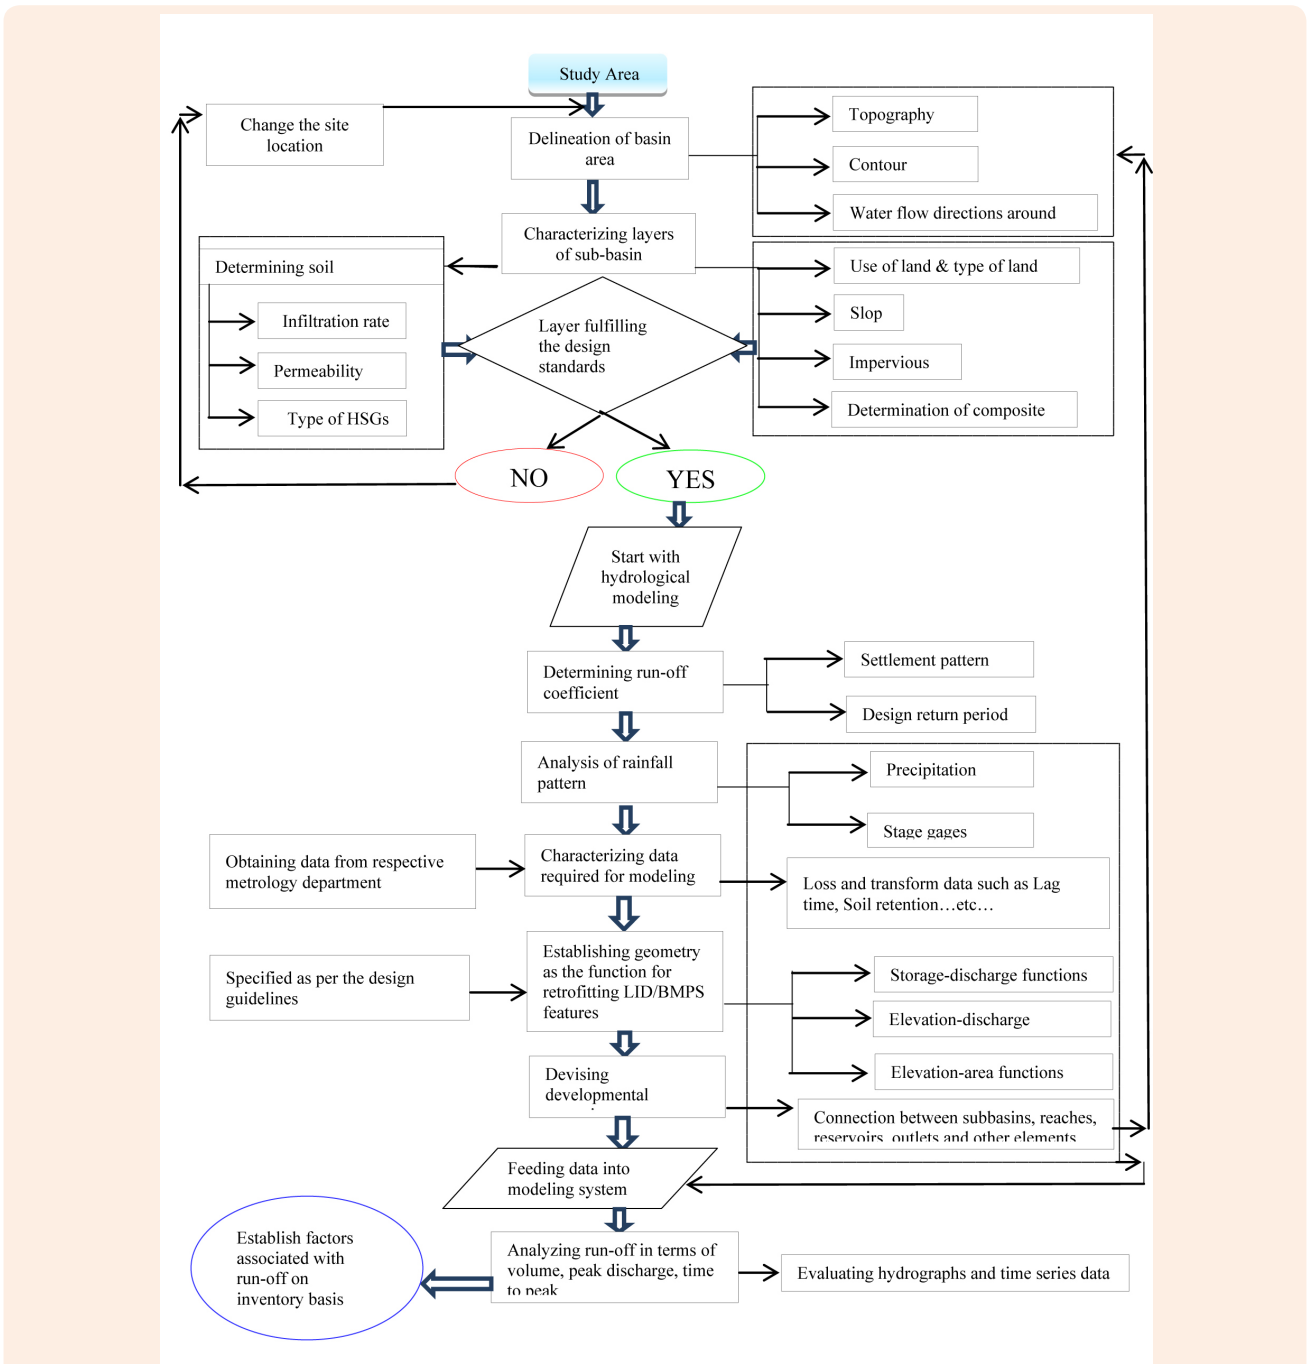 Study Area
Change the site
location
Delineation of basin
area
Topography
Contour
Water flow directions around
Characterizing layers
of sub-basin
Determining soil
Infiltration rate
Permeability
Type of HSGs
Layer fulfilling
the design
standards
Use of land & type of land
Slop
Impervious
Determination of composite
NO
YES
Start with
hydrological
modeling
Determining run-off
coefficient
Settlement pattern
Design return period
Analysis of rainfall
pattern
Precipitation
Stage gages
Obtaining data from respective
metrology department
Characterizing data
required for modeling
Loss and transform data such as Lag
time, Soil retention…etc…
Specified as per the design
guidelines
Establishing geometry
as the function for
retrofitting LID/BMPS
features
Storage-discharge functions
Elevation-discharge
Elevation-area functions
Devising
developmental
Connection between subbasins, reaches,
reservoirs, outlets and other elements
Feeding data into
modeling system
Establish factors
associated with
run-off on
inventory basis
Analyzing run-off in terms of
volume, peak discharge, time
to peak
Evaluating hydrographs and time series data